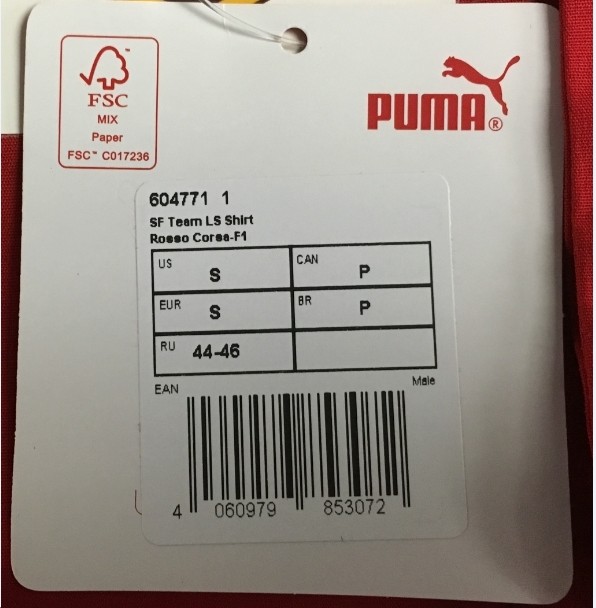 FSC™
MIX
Paper
FSC™ C017236
PUMA®
604771 1
SF Team LS Shirt
Rosso Corsa-F1
US S CAN P
EUR S BR P
RU 44-46
EAN Male
4 060979 853072